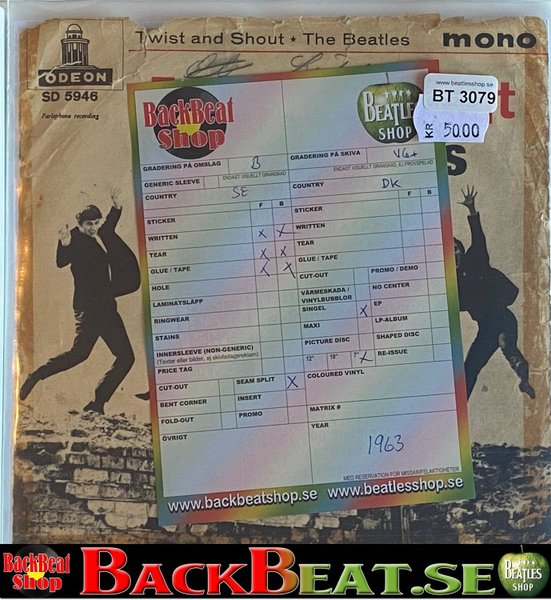 Twist and Shout ★ The Beatles
mono
ODEON
SD 5946
Parlophone recording
www.beatlesshop.se
BT 3079
KR 50.00
BackBeat Shop
BEATLES SHOP
GRADERING PÅ OMSLAG B
ENDAST VISUELLT GRANSKAD
GRADERING PÅ SKIVA VG+
ENDAST VISUELLT GRANSKAD, EJ PROVSPELAD
GENERIC SLEEVE
COUNTRY SE
COUNTRY DK
F B
F B
STICKER
WRITTEN X X
TEAR X X
GLUE / TAPE X X
HOLE
LAMINATSLÄPP
RINGWEAR
STAINS
INNERSLEEVE (NON-GENERIC)
(Texter eller bilder, ej skivbolagsreklam)
PRICE TAG
CUT-OUT
SEAM SPLIT X
BENT CORNER
INSERT
FOLD-OUT
PROMO
ÖVRIGT
STICKER
WRITTEN
TEAR
GLUE / TAPE
CUT-OUT
PROMO / DEMO
VÄRMESKADA / VINYLBUBBLOR
NO CENTER
SINGEL X
EP
MAXI
LP-ALBUM
PICTURE DISC
SHAPED DISC
12" 10" 7" X
RE-ISSUE
COLOURED VINYL
MATRIX #
YEAR
1963
MED RESERVATION FÖR MISSAR/FELAKTIGHETER
www.backbeatshop.se www.beatlesshop.se
BackBeat Shop
BACKBEAT.SE
BEATLES SHOP